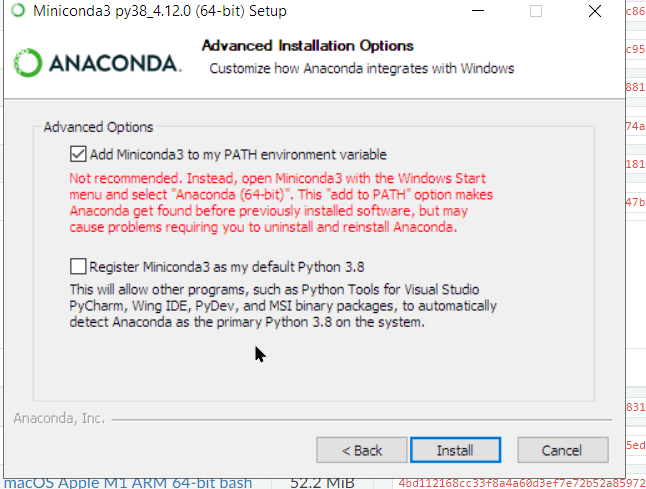 Miniconda3 py38_4.12.0 (64-bit) Setup
c86
Advanced Installation Options
ANACONDA.
Customize how Anaconda integrates with Windows
c95
881
Advanced Options
74a
Add Miniconda3 to my PATH environment variable
181
Not recommended. Instead, open Miniconda3 with the Windows Start
menu and select "Anaconda (64-bit)". This "add to PATH" option makes
47b
Anaconda get found before previously installed software, but may
cause problems requiring you to uninstall and reinstall Anaconda.
Register Miniconda3 as my default Python 3.8
This will allow other programs, such as Python Tools for Visual Studio
PyCharm, Wing IDE, PyDev, and MSI binary packages, to automatically
detect Anaconda as the primary Python 3.8 on the system.
831
Anaconda, Inc.
5ed
< Back
Install
Cancel
macOS Apple M1 ARM 64-bit bash
52.2 MiB
4bd112168cc33f8a4a60d3ef7e72b52a85972